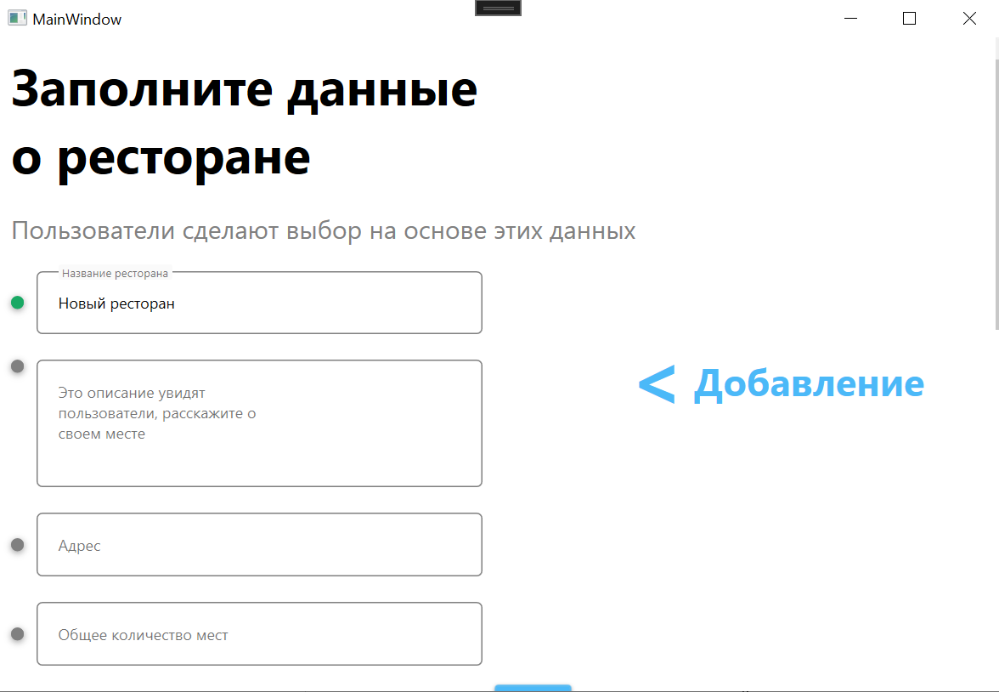 MainWindow
Заполните данные
о ресторане
Пользователи сделают выбор на основе этих данных
Название ресторана
Новый ресторан
Это описание увидят
пользователи, расскажите о
своем месте
< Добавление
Адрес
Общее количество мест